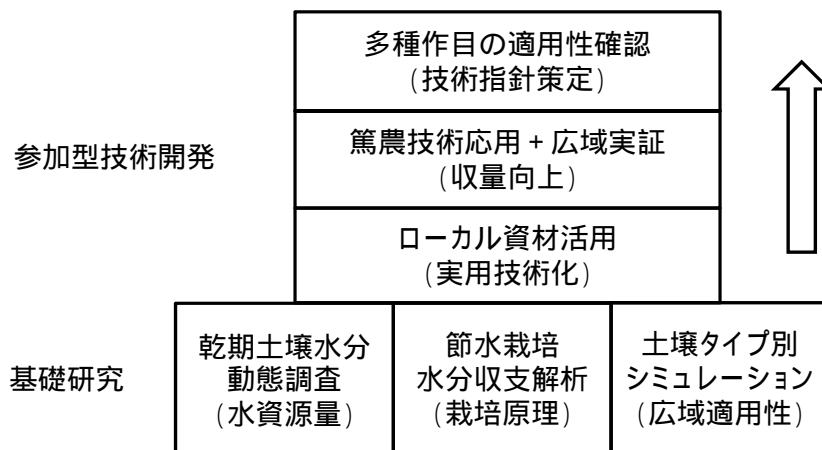 多種作目の適用性確認
(技術指針策定)
参加型技術開発
篤農技術応用 + 広域実証
(収量向上)
ローカル資材活用
(実用技術化)
基礎研究
乾期土壌水分
動態調査
(水資源量)
節水栽培
水分収支解析
(栽培原理)
土壌タイプ別
シミュレーション
(広域適用性)